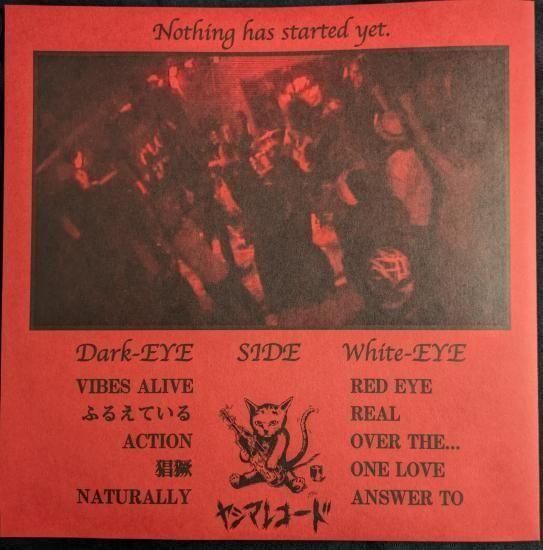 Nothing has started yet.
Dark-EYE SIDE White-EYE
VIBES ALIVE
ふるえている
ACTION
猖獗
NATURALLY
RED EYE
REAL
OVER THE...
ONE LOVE
ANSWER TO
ヤシマレコード